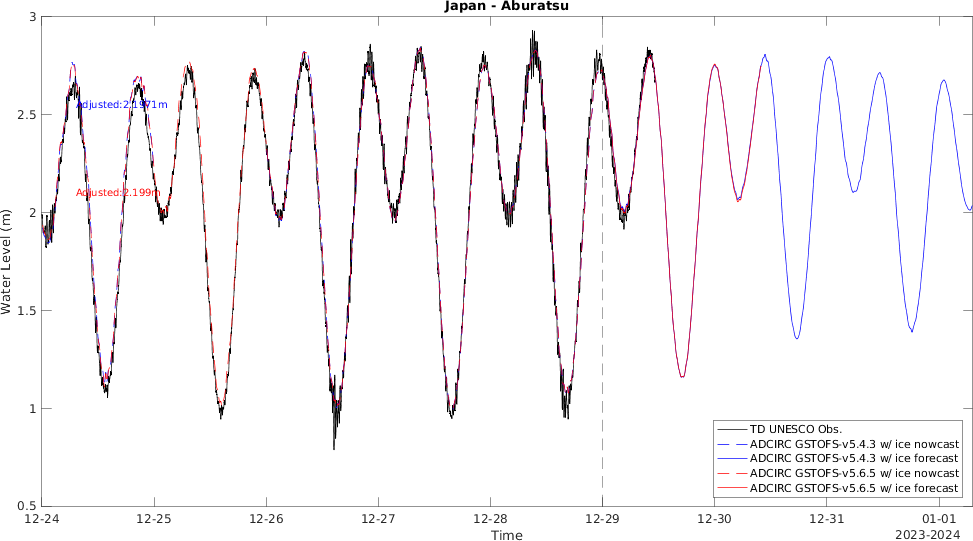 Japan - Aburatsu
Water Level (m)
3
2.5
2
1.5
1
0.5
Adjusted:2.1971m
Adjusted:2.199m
TD UNESCO Obs.
ADCIRC GSTOFS-v5.4.3 w/ ice nowcast
ADCIRC GSTOFS-v5.4.3 w/ ice forecast
ADCIRC GSTOFS-v5.6.5 w/ ice nowcast
ADCIRC GSTOFS-v5.6.5 w/ ice forecast
12-24 12-25 12-26 12-27 12-28 12-29 12-30 12-31 01-01
Time
2023-2024